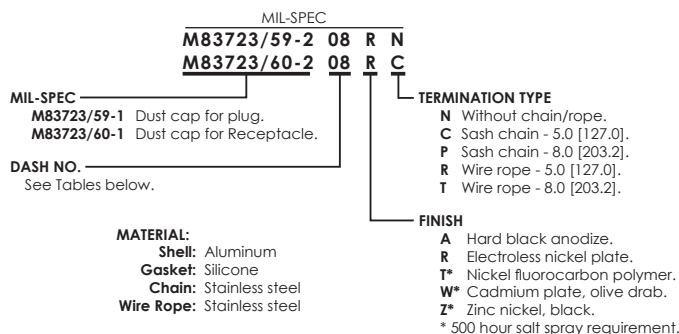 MIL-SPEC
M83723/59-2 08 R N
M83723/60-2 08 R C
MIL-SPEC
M83723/59-1 Dust cap for plug.
M83723/60-1 Dust cap for Receptacle.
DASH NO.
See Tables below.
MATERIAL:
Shell: Aluminum
Gasket: Silicone
Chain: Stainless steel
Wire Rope: Stainless steel
TERMINATION TYPE
N Without chain/rope.
C Sash chain - 5.0 [127.0].
P Sash chain - 8.0 [203.2].
R Wire rope - 5.0 [127.0].
T Wire rope - 8.0 [203.2].
FINISH
A Hard black anodize.
R Electroless nickel plate.
T* Nickel fluorocarbon polymer.
W* Cadmium plate, olive drab.
Z* Zinc nickel, black.
* 500 hour salt spray requirement.